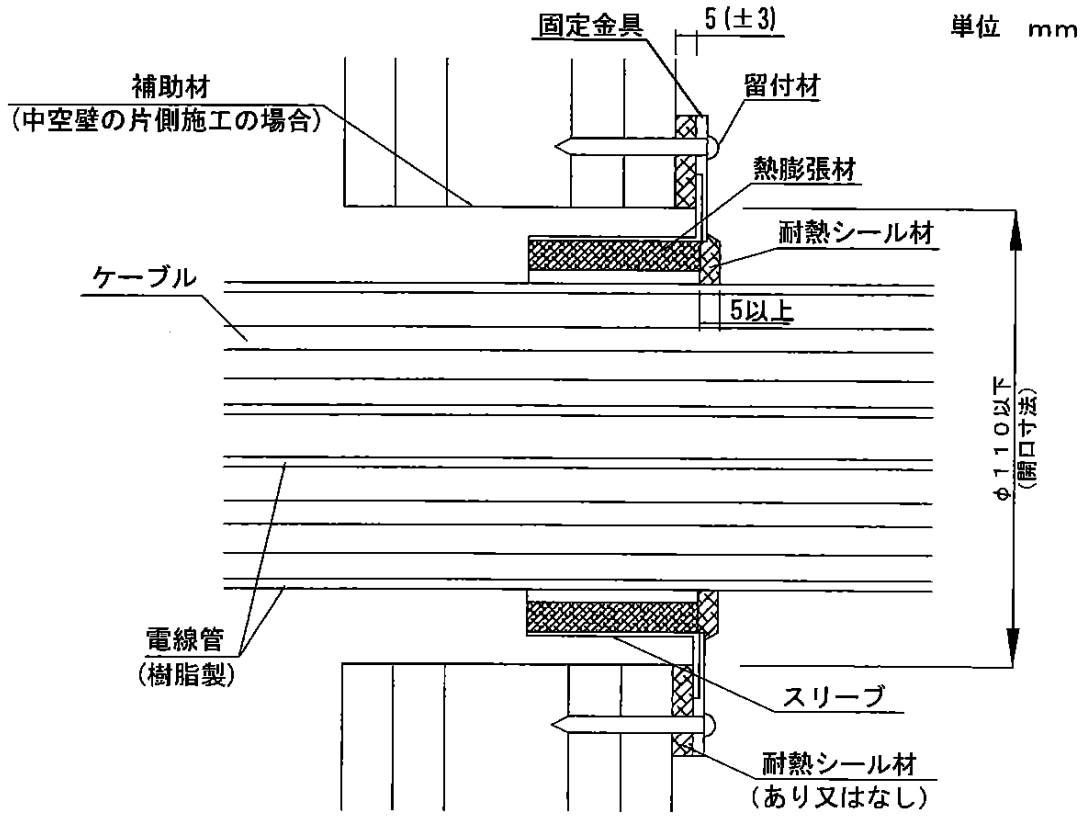 固定金具
5(±3)
単位 mm
補助材
(中空壁の片側施工の場合)
留付材
熱膨張材
耐熱シール材
ケーブル
5以上
φ110以下
(開口寸法)
電線管
(樹脂製)
スリーブ
耐熱シール材
(あり又はなし)